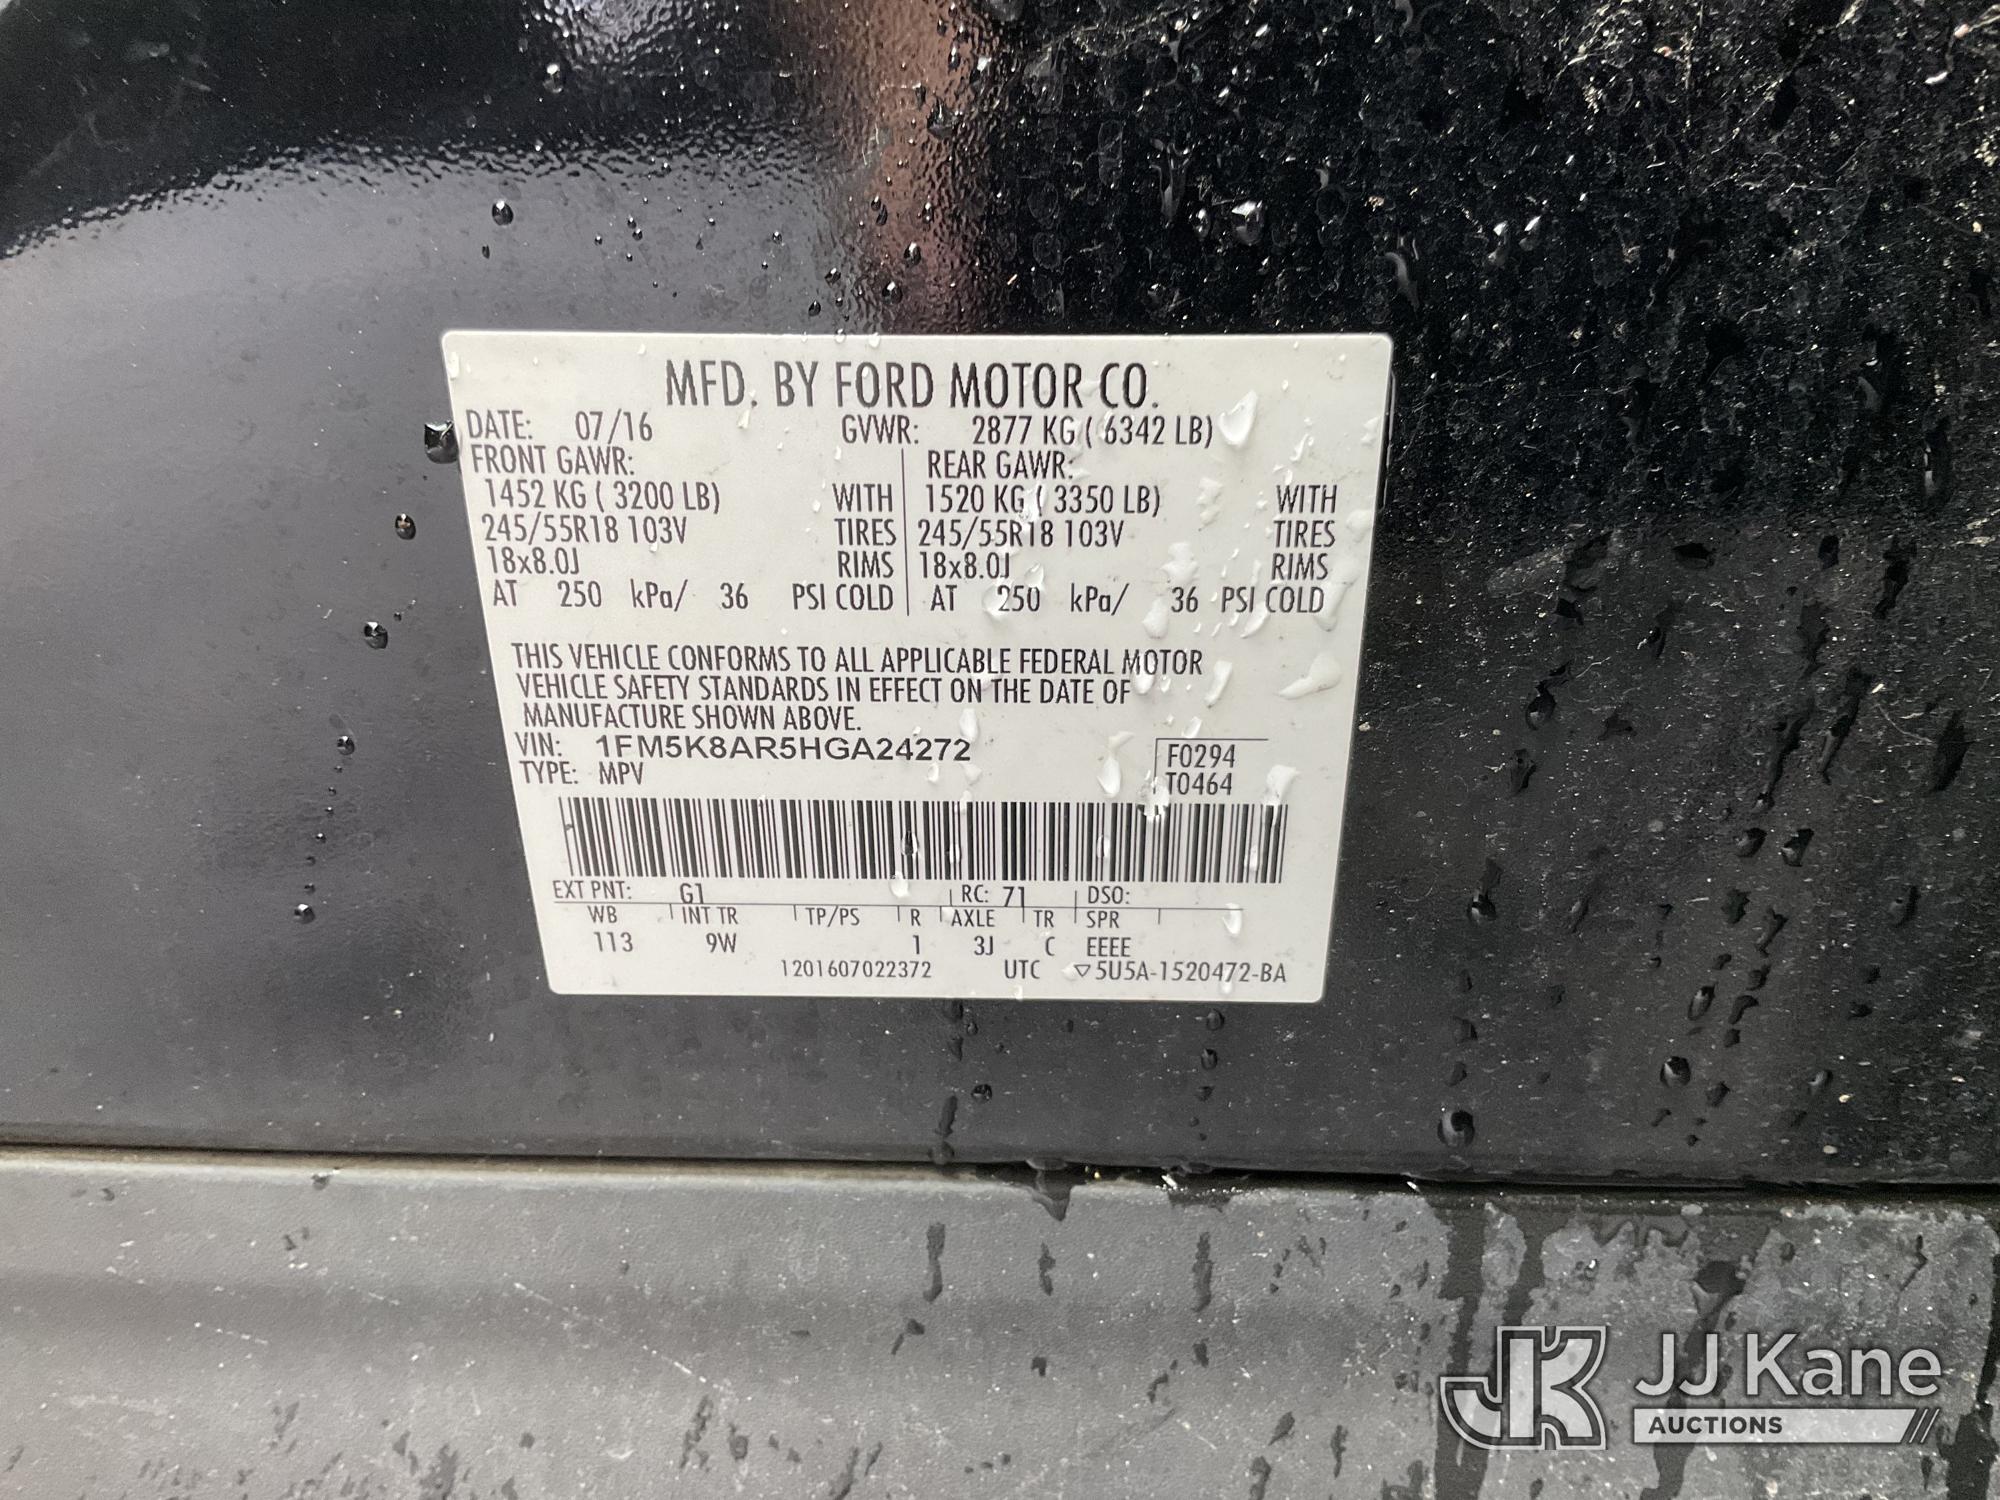 MFD. BY FORD MOTOR CO.
DATE: 07/16 GVWR: 2877 KG ( 6342 LB)
FRONT GAWR: REAR GAWR:
1452 KG ( 3200 LB) WITH 1520 KG ( 3350 LB) WITH
245/55R18 103V TIRES 245/55R18 103V TIRES
18x8.0J RIMS 18x8.0J RIMS
AT 250 kPa/ 36 PSI COLD AT 250 kPa/ 36 PSI COLD
THIS VEHICLE CONFORMS TO ALL APPLICABLE FEDERAL MOTOR
VEHICLE SAFETY STANDARDS IN EFFECT ON THE DATE OF
MANUFACTURE SHOWN ABOVE.
VIN: 1FM5K8AR5HGA24272 F0294
TYPE: MPV T0464
EXT PNT: G1 RC: 71 DSO:
WB INT TR TP/PS R AXLE TR SPR
113 9W 1 3J C EEEE
1201607022372 UTC ▽5U5A-1520472-BA
JK JJ Kane
AUCTIONS